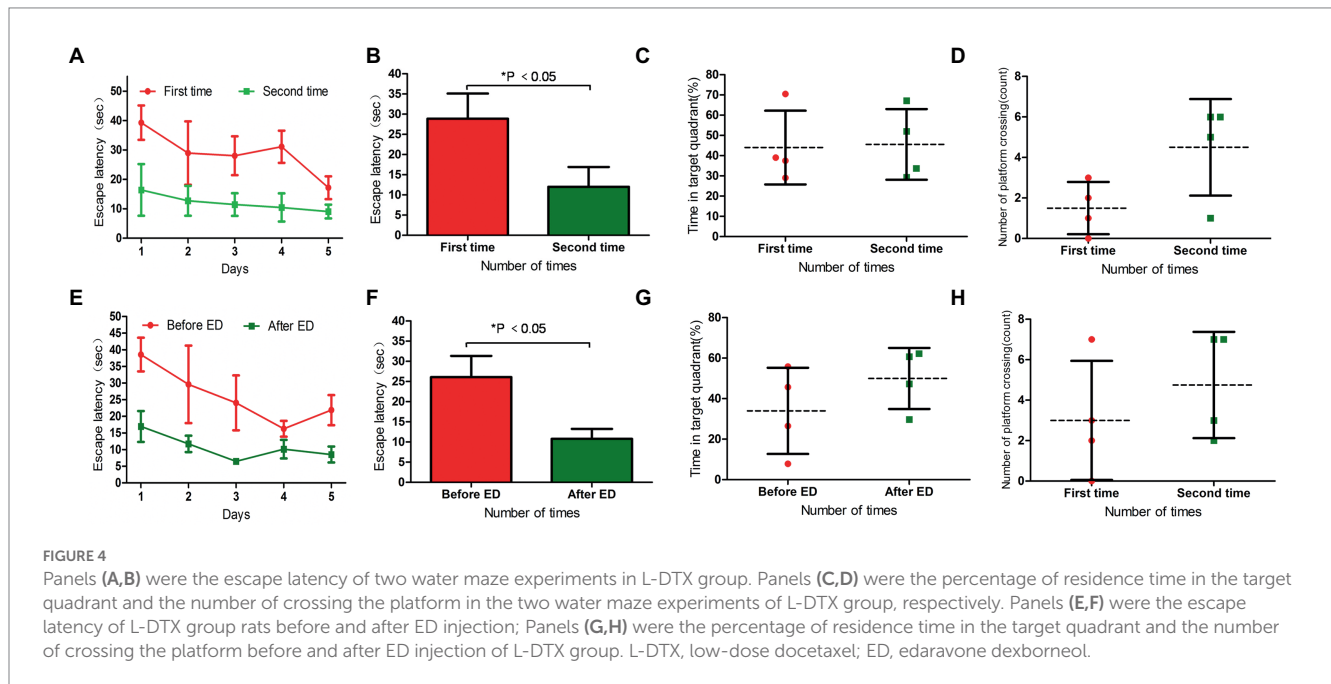 A
First time
Second time
Escape latency (sec)
50
40
30
20
10
0
1 2 3 4 5
Days
B
*P < 0.05
Escape latency (sec)
40
35
30
25
20
15
10
5
0
First time Second time
Number of times
C
Time in target quadrant(%)
80
70
60
50
40
30
20
10
0
First time Second time
Number of times
D
Number of platform crossing(count)
8
6
4
2
0
First time Second time
Number of times
E
Before ED
After ED
Escape latency (sec)
50
45
40
35
30
25
20
15
10
5
0
1 2 3 4 5
Days
F
*P < 0.05
Escape latency (sec)
40
35
30
25
20
15
10
5
0
Before ED After ED
Number of times
G
Time in target quadrant(%)
80
60
40
20
0
Before ED After ED
Number of times
H
Number of platform crossing(count)
8
6
4
2
0
First time Second time
Number of times
FIGURE 4
Panels (A,B) were the escape latency of two water maze experiments in L-DTX group. Panels (C,D) were the percentage of residence time in the target
quadrant and the number of crossing the platform in the two water maze experiments of L-DTX group, respectively. Panels (E,F) were the escape
latency of L-DTX group rats before and after ED injection; Panels (G,H) were the percentage of residence time in the target quadrant and the number
of crossing the platform before and after ED injection of L-DTX group. L-DTX, low-dose docetaxel; ED, edaravone dexborneol.